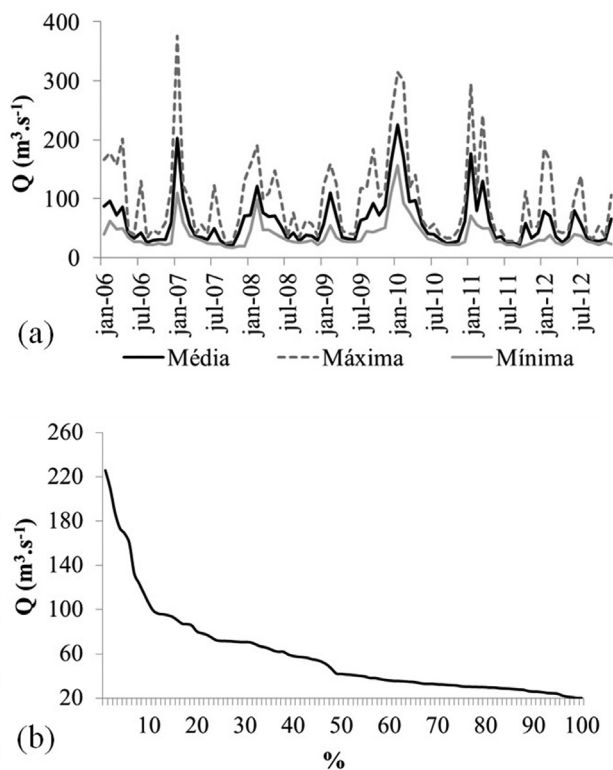 400
300
200
100
0
Q (m³.s⁻¹)
jan-06
jul-06
jan-07
jul-07
jan-08
jul-08
jan-09
jul-09
jan-10
jul-10
jan-11
jul-11
jan-12
jul-12
(a)
Média
Máxima
Mínima
260
220
180
140
100
60
20
Q (m³.s⁻¹)
10 20 30 40 50 60 70 80 90 100
(b)
%